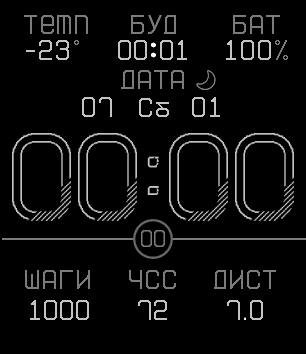 ТЕМП БУД БАТ
-23° 00:01 100%
ДАТА
07 Сб 01
00:00
00
ШАГИ ЧСС ДИСТ
1000 72 7.0